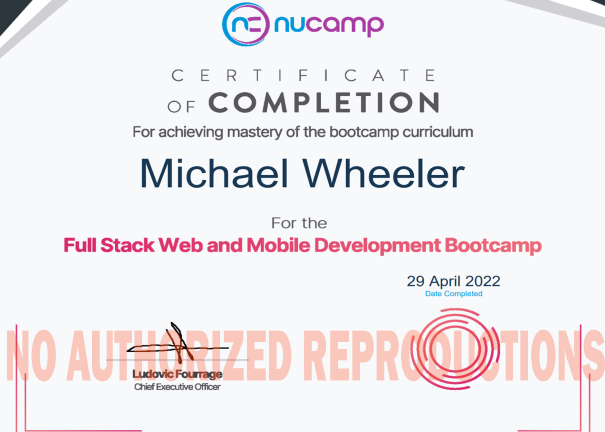 nucamp
CERTIFICATE
OF COMPLETION
For achieving mastery of the bootcamp curriculum
Michael Wheeler
For the
Full Stack Web and Mobile Development Bootcamp
29 April 2022
Date Completed
NO AUTHORIZED REPRODUCTIONS
Ludovic Fourrage
Chief Executive Officer